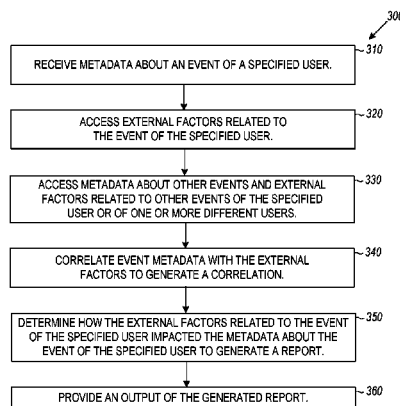 300
310
RECEIVE METADATA ABOUT AN EVENT OF A SPECIFIED USER.
320
ACCESS EXTERNAL FACTORS RELATED TO
THE EVENT OF THE SPECIFIED USER.
330
ACCESS METADATA ABOUT OTHER EVENTS AND EXTERNAL
FACTORS RELATED TO OTHER EVENTS OF THE SPECIFIED
USER OR OF ONE OR MORE DIFFERENT USERS.
340
CORRELATE EVENT METADATA WITH THE EXTERNAL
FACTORS TO GENERATE A CORRELATION.
350
DETERMINE HOW THE EXTERNAL FACTORS RELATED TO THE EVENT
OF THE SPECIFIED USER IMPACTED THE METADATA ABOUT THE
EVENT OF THE SPECIFIED USER TO GENERATE A REPORT.
360
PROVIDE AN OUTPUT OF THE GENERATED REPORT.